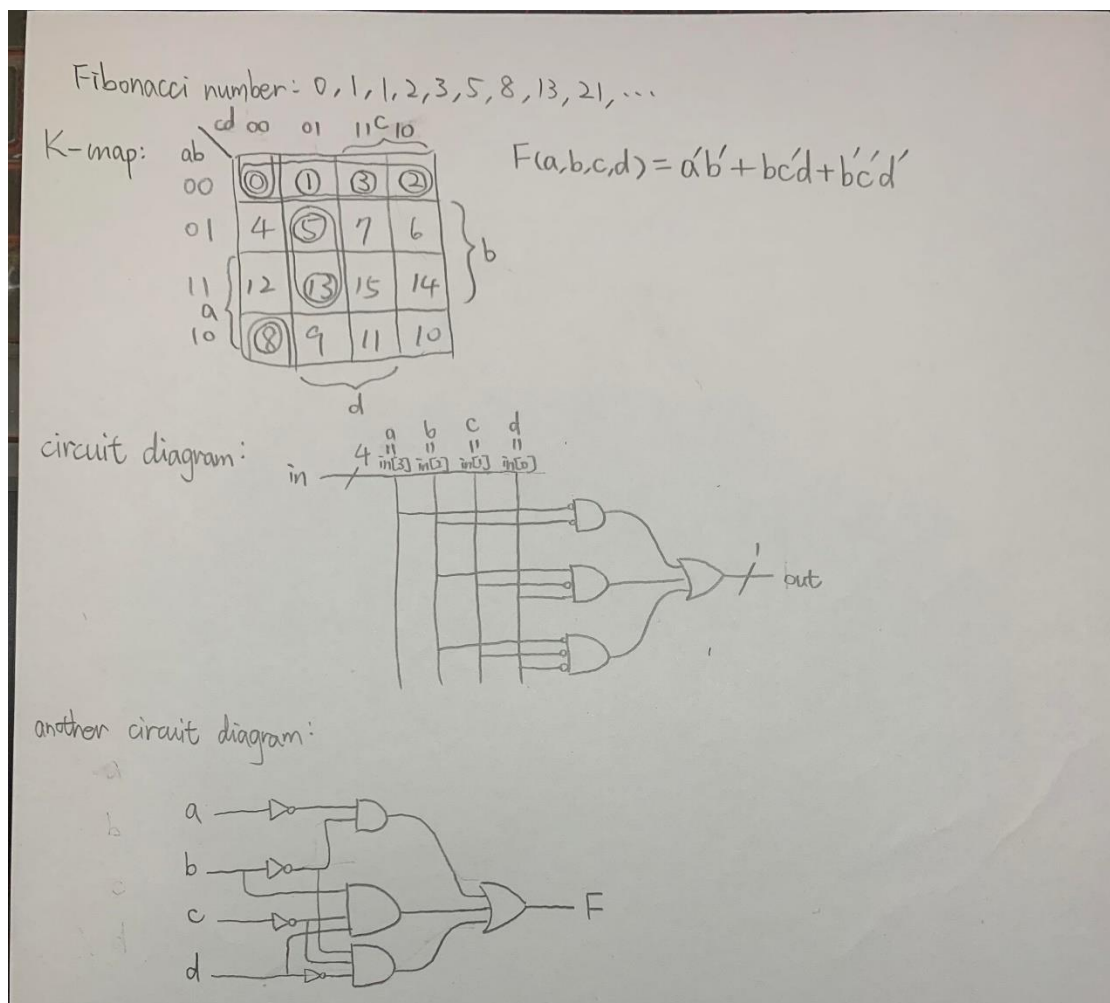 Fibonacci number: 0, 1, 1, 2, 3, 5, 8, 13, 21, ...
K-map:
cd 00 01 11 c 10
ab
00 0 1 3 2
01 4 5 7 6
b
11 12 13 15 14
a
10 8 9 11 10
d
F(a,b,c,d) = a'b' + bc'd + b'c'd'
circuit diagram:
a b c d
= = = =
in 4 in[3] in[2] in[1] in[0]
1
out
another circuit diagram:
a
b
c
d
a
b
c
d
F